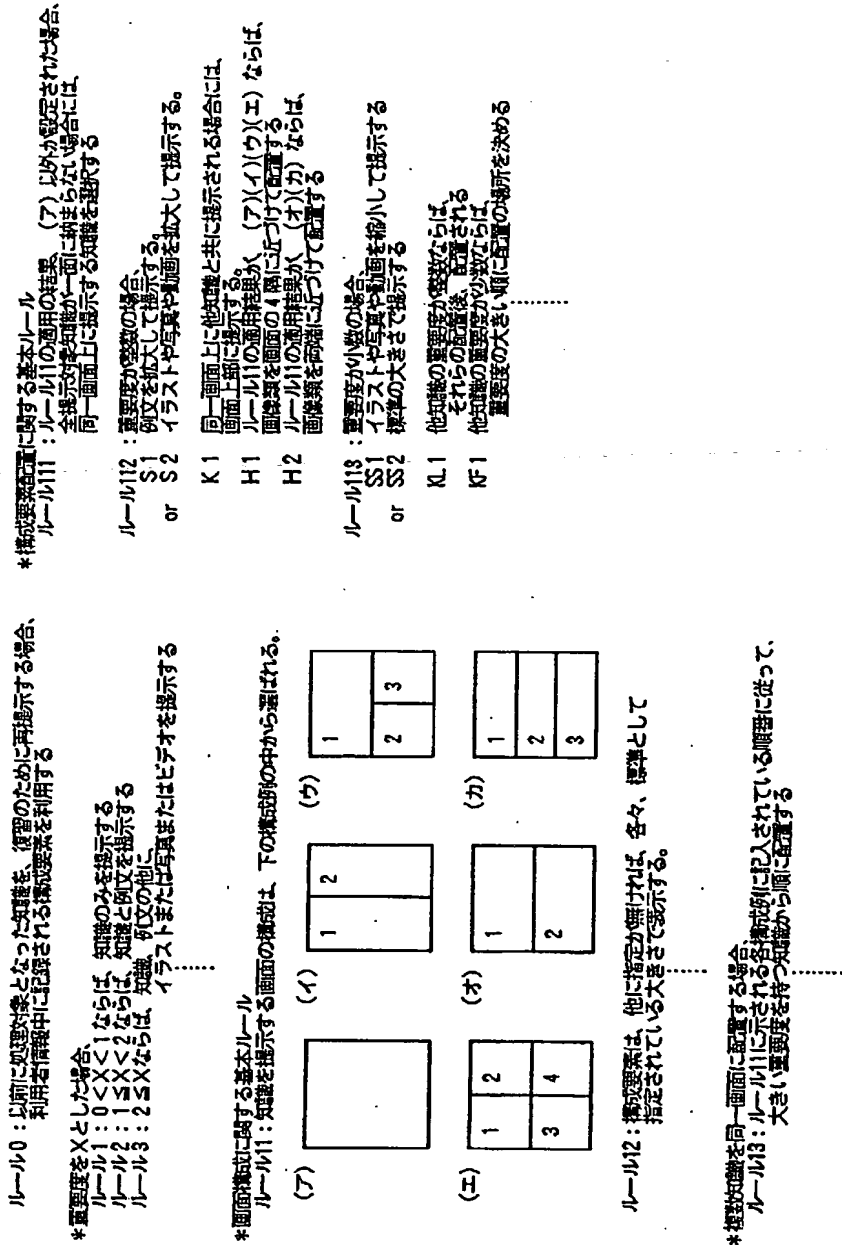 ルール0：以前に処理対象となった知識を、復習のために再提示する場合、
利用者情報中に記録される構成要素を利用する
＊重要度をXとした場合、
ルール1：0＜X＜1ならば、知識のみを提示する
ルール2：1≦X＜2ならば、知識と例文を提示する
ルール3：2≦Xならば、知識、例文の他に、
イラストまたは写真またはビデオを提示する
＊画面構成に関する基本ルール
ルール11：知識を提示する画面の構成は、下の構成例の中から選ばれる。
(ア)
(イ)
1 2
(ウ)
1
2 3
(エ)
1 2
3 4
(オ)
1
2
(カ)
1
2
3
ルール12：構成要素は、他に指定が無ければ、各々、標準として
指定されている大きさで表示する。
＊複数知識を同一画面に配置する場合、
ルール13：ルール11に示される各構成例に記入されている順番に従って、
大きい重要度を持つ知識から順に配置する
＊構成要素配置に関する基本ルール
ルール111：ルール11の適用の結果、(ア)以外が設定された場合、
全提示対象知識が一面に納まらない場合には、
同一画面上に提示する知識を選択する
ルール112：重要度が整数の場合、
S1 例文を拡大して提示する。
or S2 イラストや写真や動画を拡大して提示する。
K1 同一画面上に他知識と共に提示される場合には、
画面上部に提示する。
H1 ルール11の適用結果が、(ア)(イ)(ウ)(エ)ならば、
画像類を画面の4隅に近づけて配置する
H2 ルール11の適用結果が、(オ)(カ)ならば、
画像類を両端に近づけて配置する
ルール113：重要度が小数の場合、
SS1 イラストや写真や動画を縮小して提示する
or SS2 標準の大きさで提示する
KL1 他知識の重要度が整数ならば、
それらの配置後、配置される
KF1 他知識の重要度が小数ならば、
重要度の大きい順に配置の場所を決める